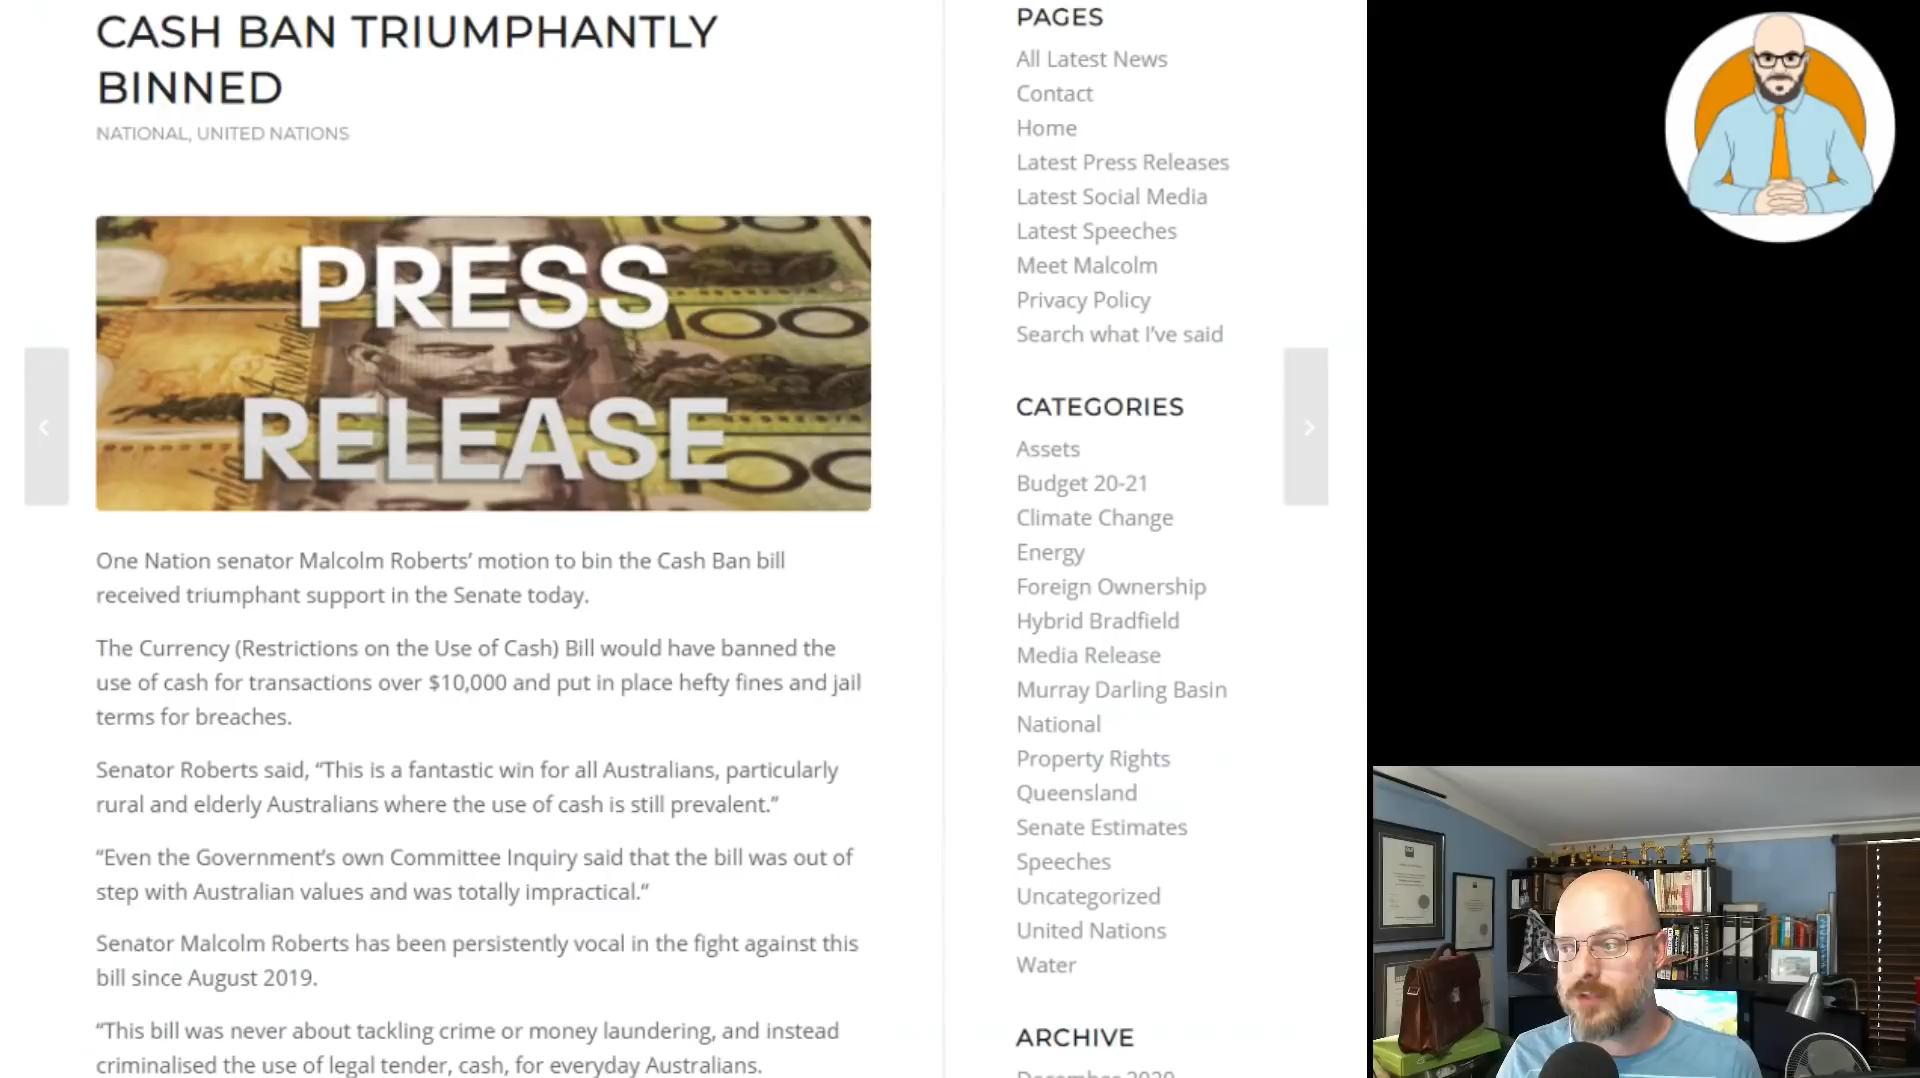 CASH BAN TRIUMPHANTLY
BINNED
NATIONAL, UNITED NATIONS
PRESS
RELEASE
One Nation senator Malcolm Roberts’ motion to bin the Cash Ban bill
received triumphant support in the Senate today.
The Currency (Restrictions on the Use of Cash) Bill would have banned the
use of cash for transactions over $10,000 and put in place hefty fines and jail
terms for breaches.
Senator Roberts said, “This is a fantastic win for all Australians, particularly
rural and elderly Australians where the use of cash is still prevalent.”
“Even the Government’s own Committee Inquiry said that the bill was out of
step with Australian values and was totally impractical.“
Senator Malcolm Roberts has been persistently vocal in the fight against this
bill since August 2019.
“This bill was never about tackling crime or money laundering, and instead
criminalised the use of legal tender, cash, for everyday Australians.
PAGES
All Latest News
Contact
Home
Latest Press Releases
Latest Social Media
Latest Speeches
Meet Malcolm
Privacy Policy
Search what I’ve said
CATEGORIES
Assets
Budget 20-21
Climate Change
Energy
Foreign Ownership
Hybrid Bradfield
Media Release
Murray Darling Basin
National
Property Rights
Queensland
Senate Estimates
Speeches
Uncategorized
United Nations
Water
ARCHIVE
December 2020